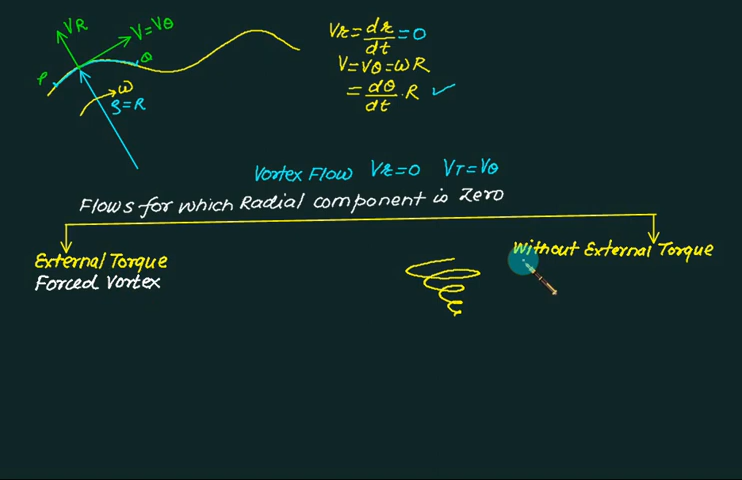 VR
V=Vθ
P
θ
ω
ϱ=R
Vr=dr/dt=0
V=Vθ=ωR
=dθ/dt.R ✓
Vortex Flow Vr=0 VT=Vθ
Flows for which Radial component is Zero
External Torque
Forced Vortex
Without External Torque